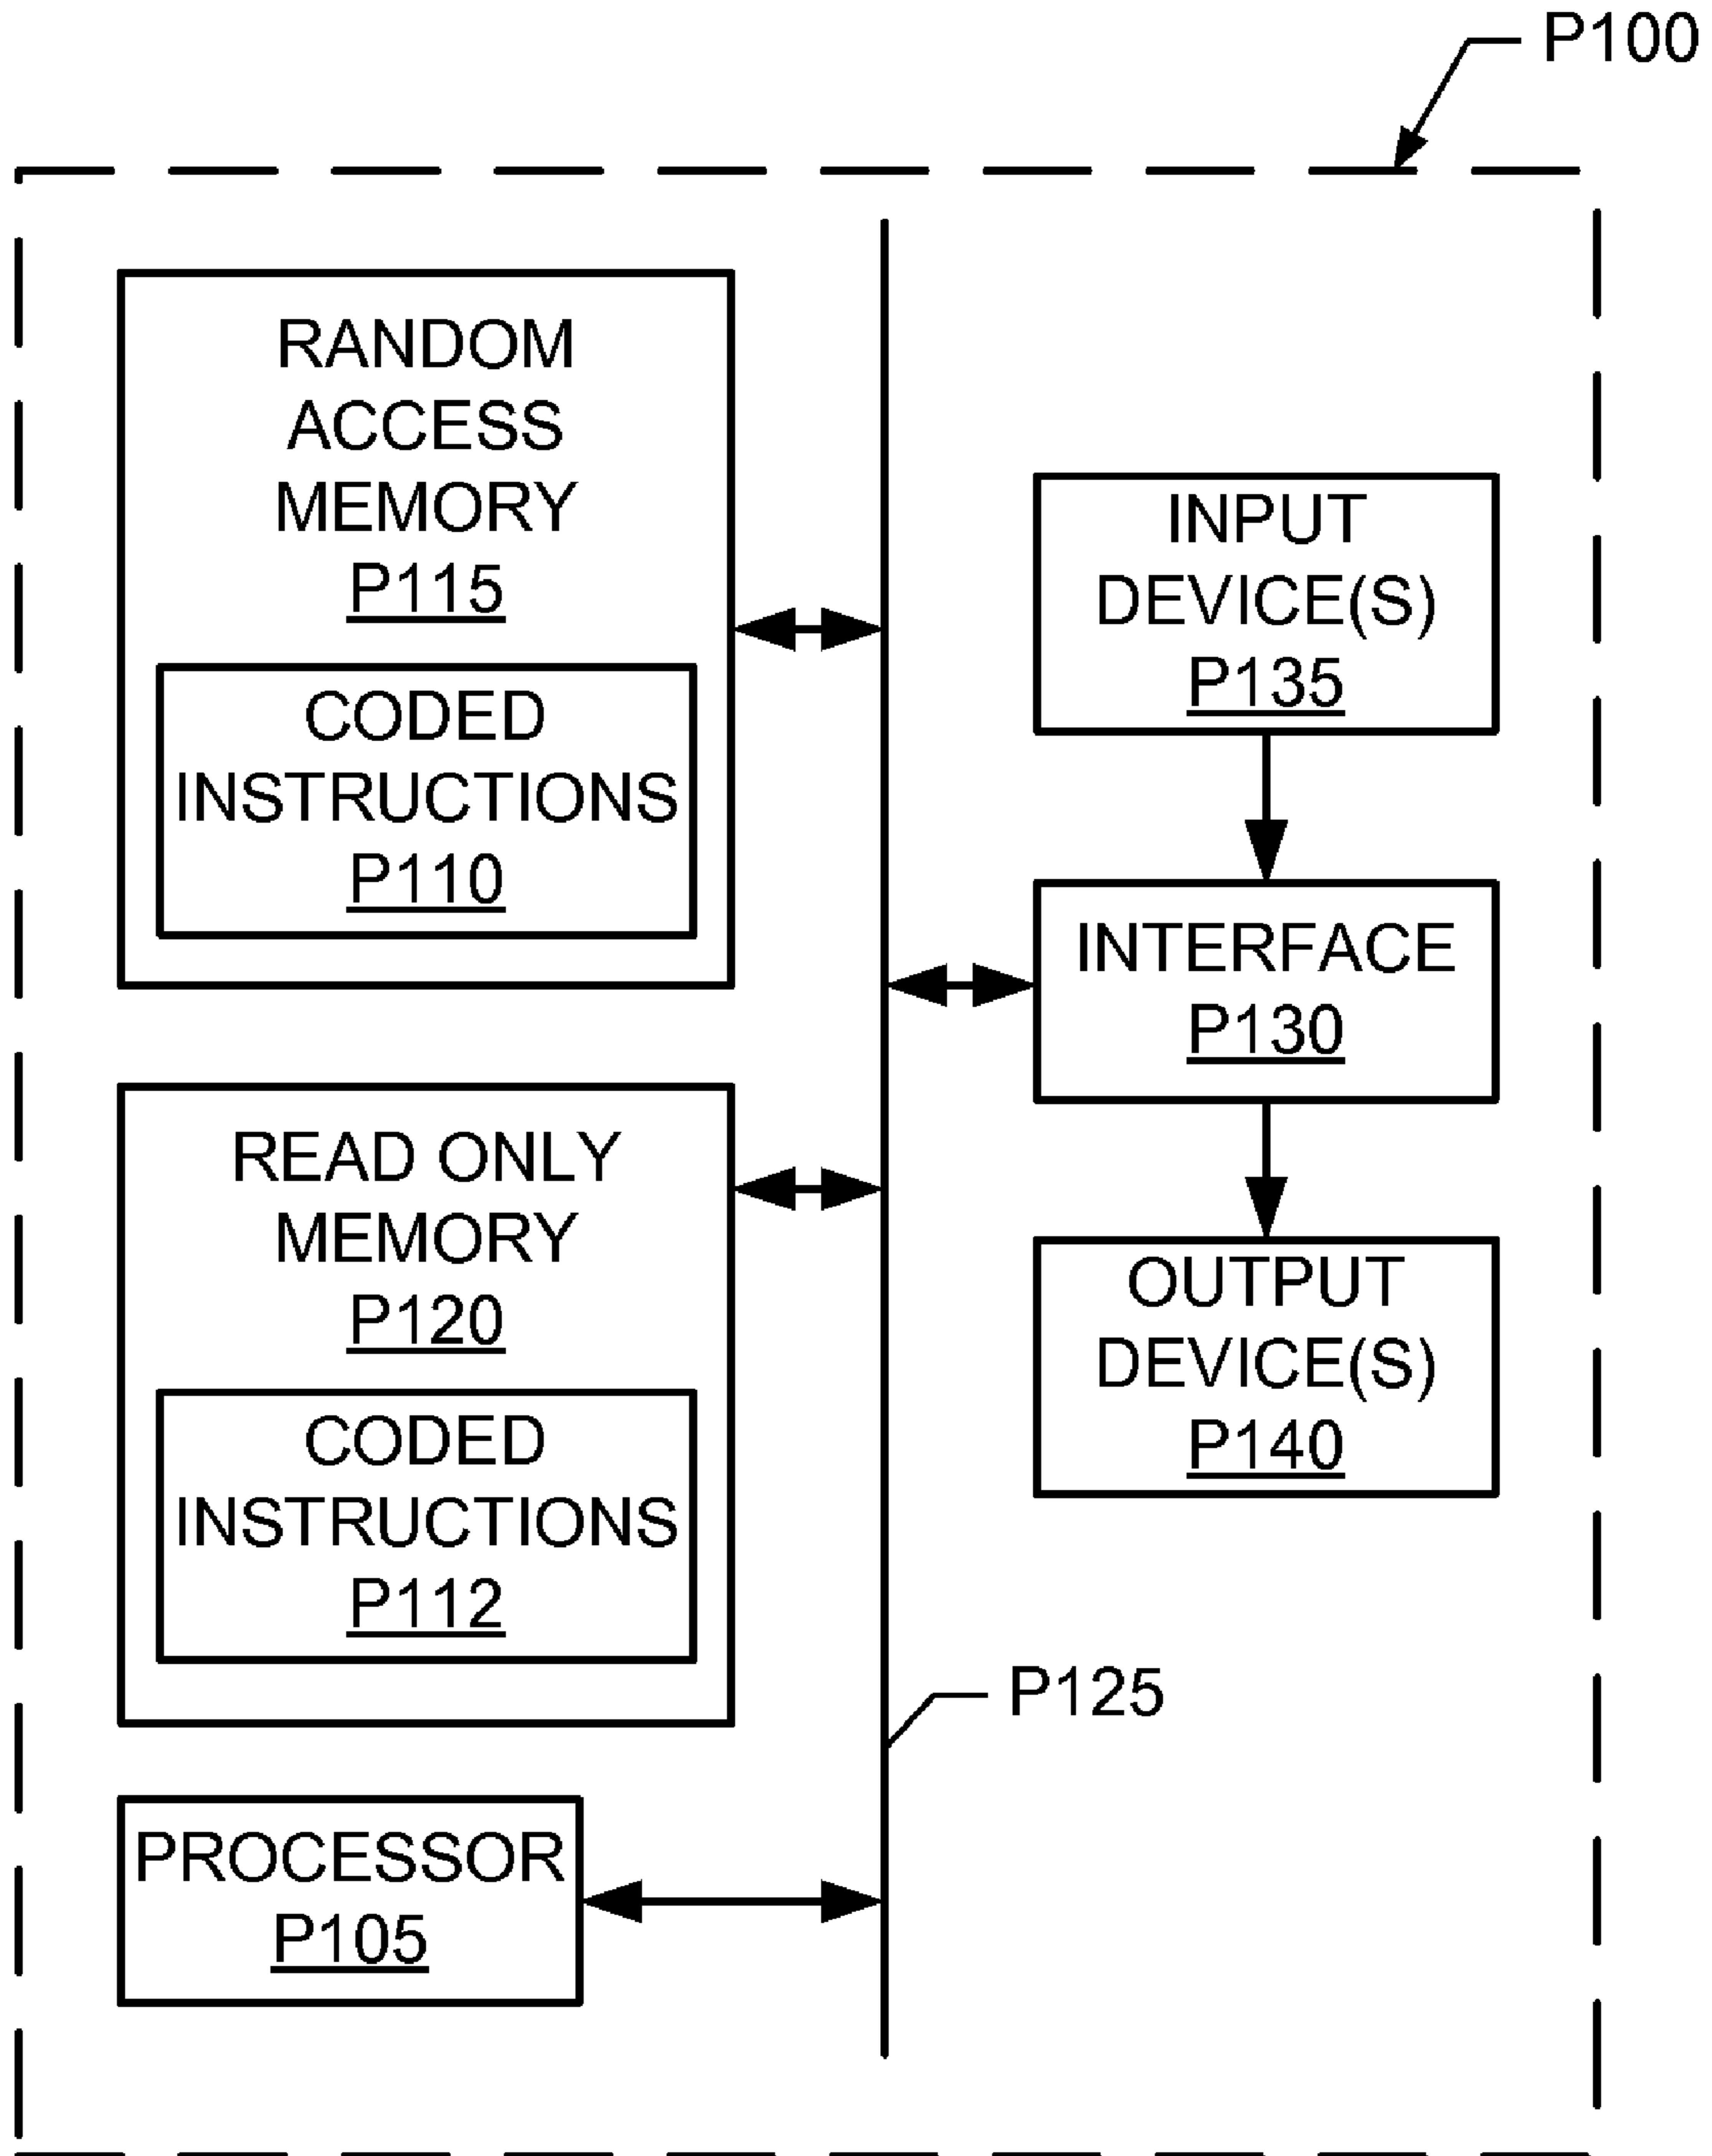 P100
RANDOM
ACCESS
MEMORY
P115
CODED
INSTRUCTIONS
P110
READ ONLY
MEMORY
P120
CODED
INSTRUCTIONS
P112
PROCESSOR
P105
INPUT
DEVICE(S)
P135
INTERFACE
P130
OUTPUT
DEVICE(S)
P140
P125